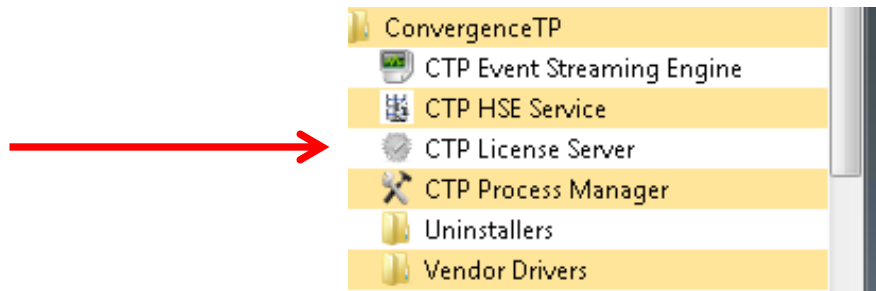 ConvergenceTP
CTP Event Streaming Engine
CTP HSE Service
CTP License Server
CTP Process Manager
Uninstallers
Vendor Drivers